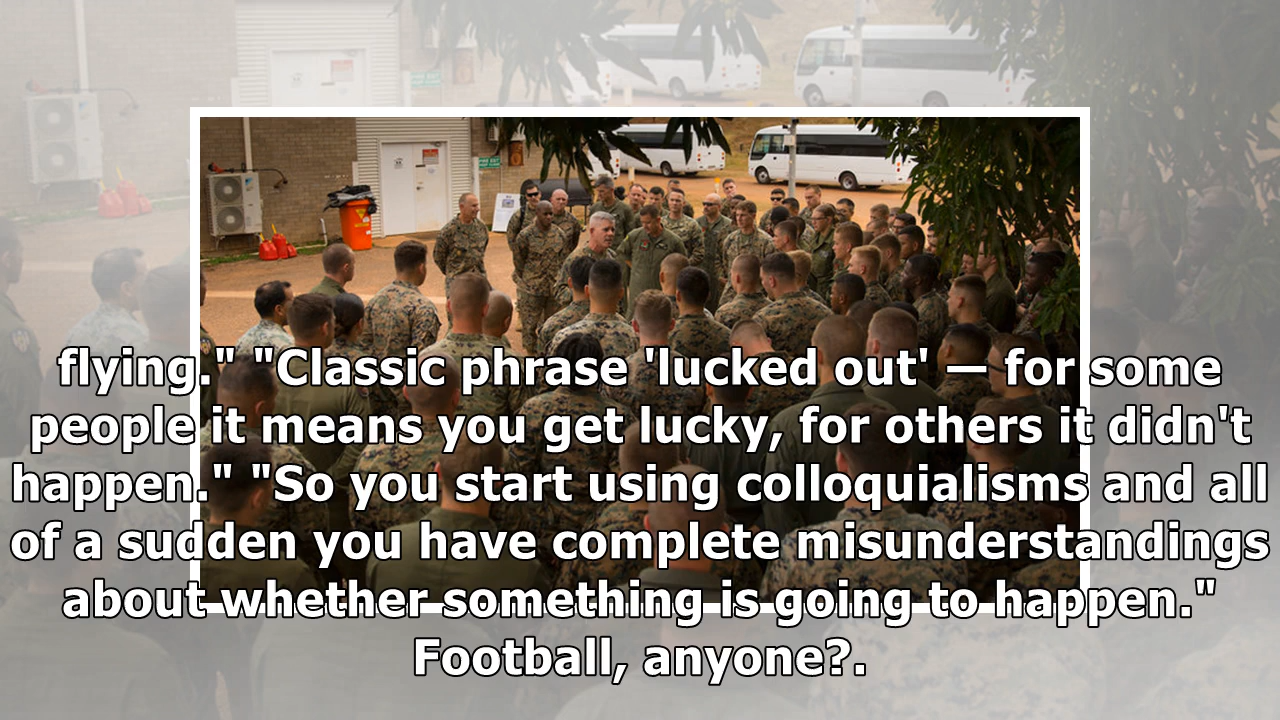 flying." "Classic phrase 'lucked out' — for some
people it means you get lucky, for others it didn't
happen." "So you start using colloquialisms and all
of a sudden you have complete misunderstandings
about whether something is going to happen."
Football, anyone?.